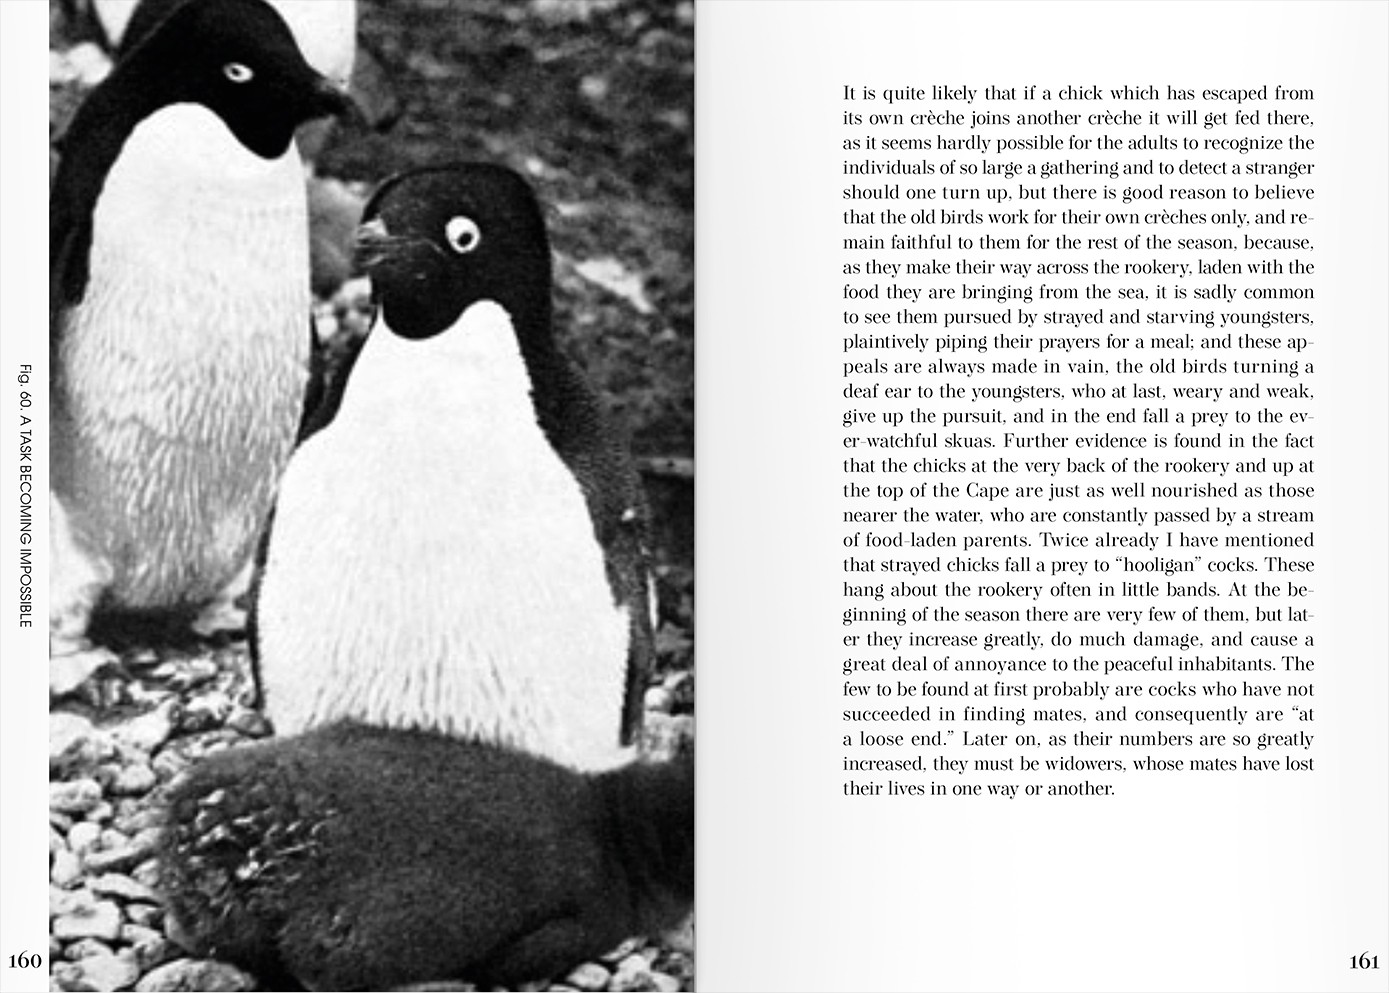 Fig. 60. A TASK BECOMING IMPOSSIBLE
160
It is quite likely that if a chick which has escaped from
its own crèche joins another crèche it will get fed there,
as it seems hardly possible for the adults to recognize the
individuals of so large a gathering and to detect a stranger
should one turn up, but there is good reason to believe
that the old birds work for their own crèches only, and re-
main faithful to them for the rest of the season, because,
as they make their way across the rookery, laden with the
food they are bringing from the sea, it is sadly common
to see them pursued by strayed and starving youngsters,
plaintively piping their prayers for a meal; and these ap-
peals are always made in vain, the old birds turning a
deaf ear to the youngsters, who at last, weary and weak,
give up the pursuit, and in the end fall a prey to the ev-
er-watchful skuas. Further evidence is found in the fact
that the chicks at the very back of the rookery and up at
the top of the Cape are just as well nourished as those
nearer the water, who are constantly passed by a stream
of food-laden parents. Twice already I have mentioned
that strayed chicks fall a prey to “hooligan” cocks. These
hang about the rookery often in little bands. At the be-
ginning of the season there are very few of them, but lat-
er they increase greatly, do much damage, and cause a
great deal of annoyance to the peaceful inhabitants. The
few to be found at first probably are cocks who have not
succeeded in finding mates, and consequently are “at
a loose end.” Later on, as their numbers are so greatly
increased, they must be widowers, whose mates have lost
their lives in one way or another.
161